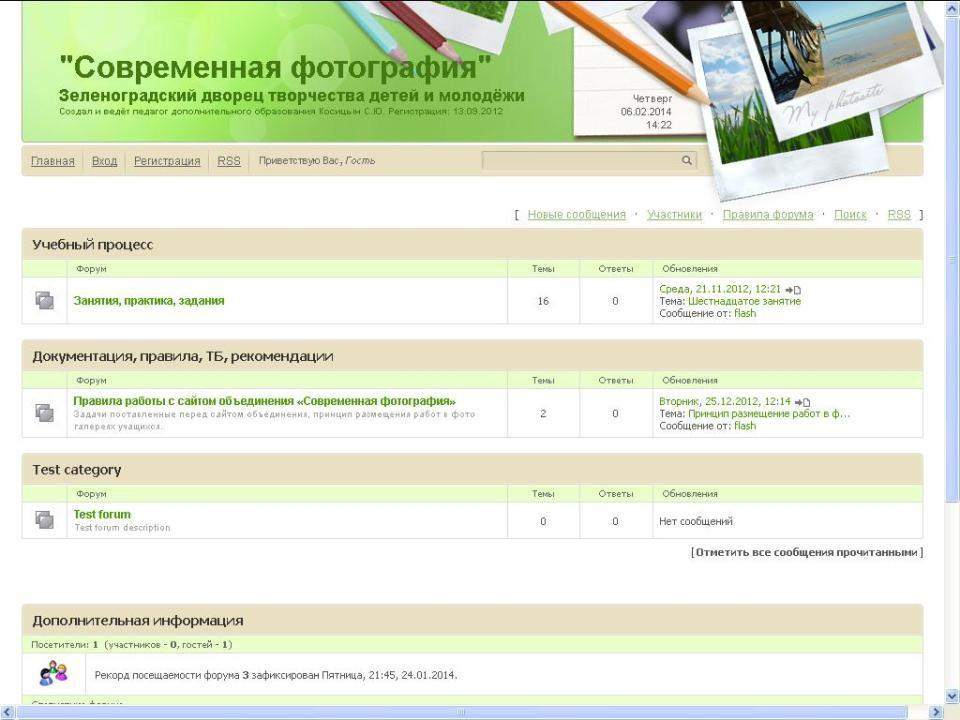 "Современная фотография"
Зеленоградский дворец творчества детей и молодёжи
Создал и ведёт педагог дополнительного образования Косицын С.Ю. Регистрация: 13.09.2012
Четверг
06.02.2014
14:22
My photosite
Главная Вход Регистрация RSS Приветствую Вас, Гость
[ Новые сообщения · Участники · Правила форума · Поиск · RSS ]
Учебный процесс
Форум Темы Ответы Обновления
Занятия, практика, задания 16 0
Среда, 21.11.2012, 12:21
Тема: Шестнадцатое занятие
Сообщение от: flash
Документация, правила, ТБ, рекомендации
Форум Темы Ответы Обновления
Правила работы с сайтом объединения «Современная фотография»
Задачи поставленные перед сайтом объединения, принцип размещения работ в фото
галереях учащихся.
2 0
Вторник, 25.12.2012, 12:14
Тема: Принцип размещение работ в ф...
Сообщение от: flash
Test category
Форум Темы Ответы Обновления
Test forum
Test forum description
0 0 Нет сообщений
[Отметить все сообщения прочитанными]
Дополнительная информация
Посетители: 1 (участников - 0, гостей - 1)
Рекорд посещаемости форума 3 зафиксирован Пятница, 21:45, 24.01.2014.